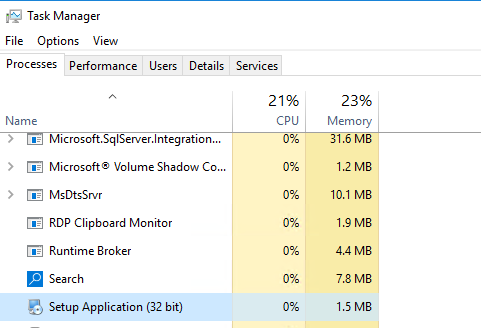 Task Manager
File Options View
Processes Performance Users Details Services
21% 23%
Name CPU Memory
Microsoft.SqlServer.Integration... 0% 31.6 MB
Microsoft® Volume Shadow Co... 0% 1.2 MB
MsDtsSrvr 0% 10.1 MB
RDP Clipboard Monitor 0% 1.9 MB
Runtime Broker 0% 4.4 MB
Search 0% 7.8 MB
Setup Application (32 bit) 0% 1.5 MB